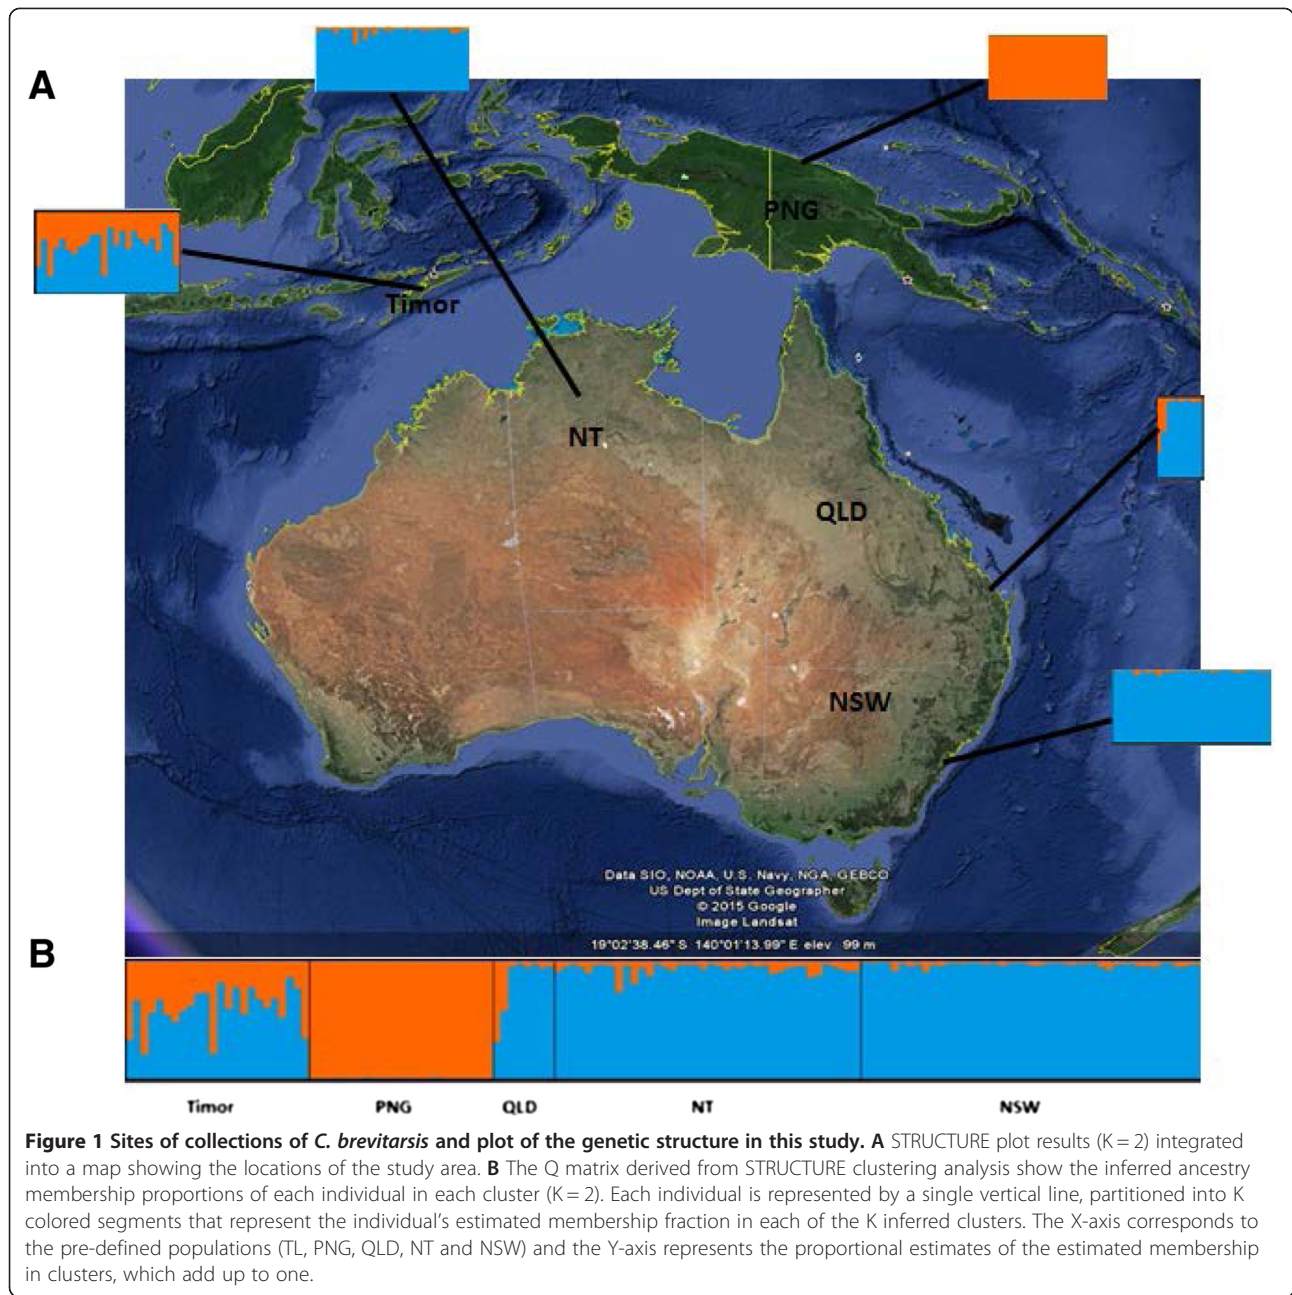 A
PNG
Timor
NT
QLD
NSW
Data SIO, NOAA, U.S. Navy, NGA, GEBCO
US Dept of State Geographer
© 2015 Google
Image Landsat
19°02'38.46" S 140°01'13.99" E elev 99 m
B
Timor PNG QLD NT NSW
Figure 1 Sites of collections of C. brevitarsis and plot of the genetic structure in this study. A STRUCTURE plot results (K = 2) integrated
into a map showing the locations of the study area. B The Q matrix derived from STRUCTURE clustering analysis show the inferred ancestry
membership proportions of each individual in each cluster (K = 2). Each individual is represented by a single vertical line, partitioned into K
colored segments that represent the individual's estimated membership fraction in each of the K inferred clusters. The X-axis corresponds to
the pre-defined populations (TL, PNG, QLD, NT and NSW) and the Y-axis represents the proportional estimates of the estimated membership
in clusters, which add up to one.